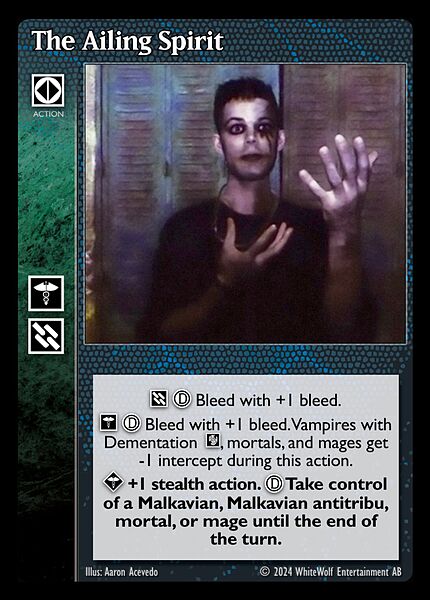 The Ailing Spirit
ACTION
D Bleed with +1 bleed.
D Bleed with +1 bleed. Vampires with
Dementation , mortals, and mages get
-1 intercept during this action.
+1 stealth action. D Take control
of a Malkavian, Malkavian antitribu,
mortal, or mage until the end of
the turn.
Illus: Aaron Acevedo © 2024 WhiteWolf Entertainment AB